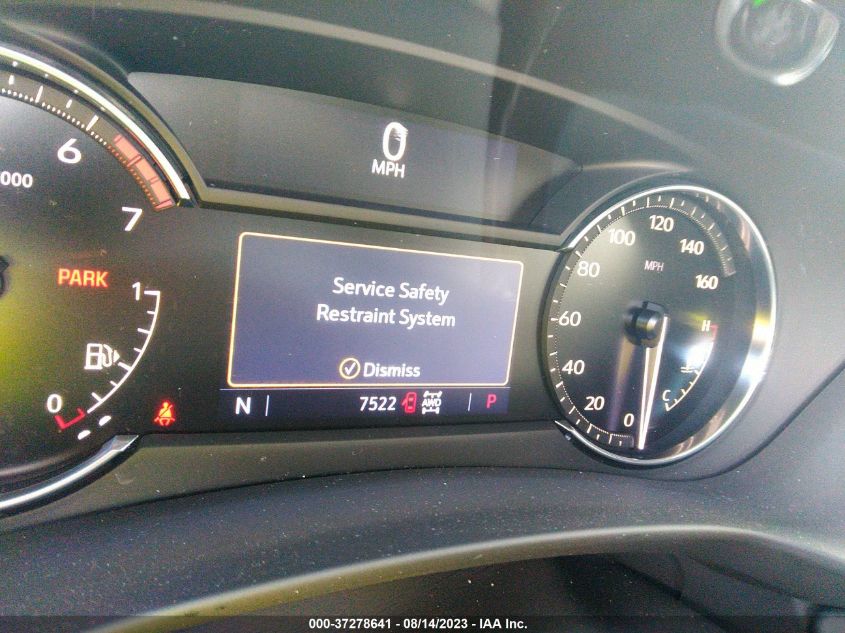 0
MPH
6
000
7
PARK
1
0
Service Safety
Restraint System
Dismiss
N
7522
AWD
P
0
20
40
60
80
100
120
140
160
MPH
H
C
000-37278641 - 08/14/2023 - IAA Inc.